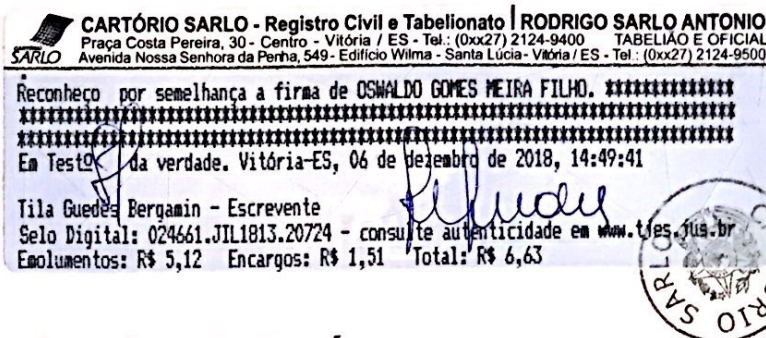 CARTÓRIO SARLO - Registro Civil e Tabelionato | RODRIGO SARLO ANTONIO
Praça Costa Pereira, 30 - Centro - Vitória / ES - Tel.: (0xx27) 2124-9400 TABELIÃO E OFICIAL
SARLO Avenida Nossa Senhora da Penha, 549 - Edifício Wilma - Santa Lúcia - Vitória / ES - Tel.: (0xx27) 2124-9500
Reconheço por semelhança a firma de OSWALDO GOMES MEIRA FILHO. **************
Em Testº da verdade. Vitória-ES, 06 de dezembro de 2018, 14:49:41
Tila Guedes Bergamin - Escrevente
Selo Digital: 024661.JIL1813.20724 - consulte autenticidade em www.tjes.jus.br
Emolumentos: R$ 5,12 Encargos: R$ 1,51 Total: R$ 6,63
SARLO